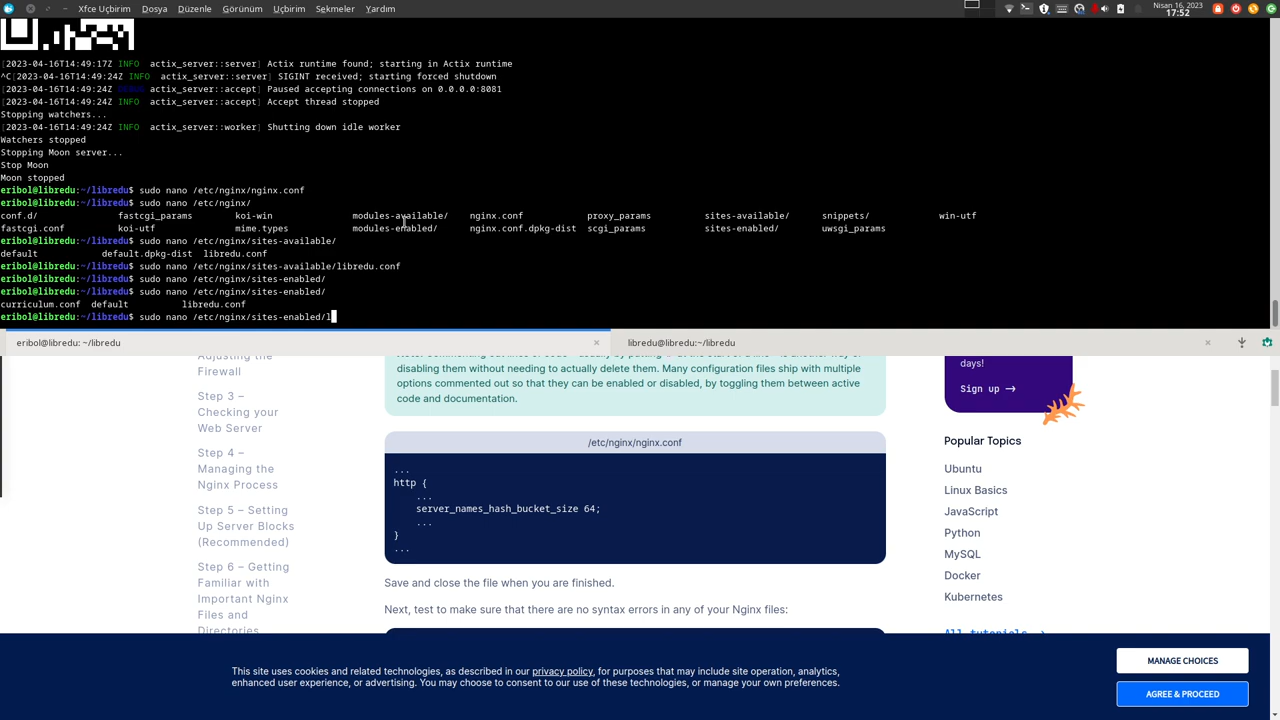 Xfce Uçbirim Dosya Düzenle Görünüm Uçbirim Sekmeler Yardım
Nisan 16, 2023
17:52
[2023-04-16T14:49:17Z INFO actix_server::server] Actix runtime found; starting in Actix runtime
^C[2023-04-16T14:49:24Z INFO actix_server::server] SIGINT received; starting forced shutdown
[2023-04-16T14:49:24Z DEBUG actix_server::accept] Paused accepting connections on 0.0.0.0:8081
[2023-04-16T14:49:24Z INFO actix_server::accept] Accept thread stopped
Stopping watchers...
[2023-04-16T14:49:24Z INFO actix_server::worker] Shutting down idle worker
Watchers stopped
Stopping Moon server...
Stop Moon
Moon stopped
eribol@libredu:~/libredu$ sudo nano /etc/nginx/nginx.conf
eribol@libredu:~/libredu$ sudo nano /etc/nginx/
conf.d/ fastcgi_params koi-win modules-available/ nginx.conf proxy_params sites-available/ snippets/ win-utf
fastcgi.conf koi-utf mime.types modules-enabled/ nginx.conf.dpkg-dist scgi_params sites-enabled/ uwsgi_params
eribol@libredu:~/libredu$ sudo nano /etc/nginx/sites-available/
default default.dpkg-dist libredu.conf
eribol@libredu:~/libredu$ sudo nano /etc/nginx/sites-available/libredu.conf
eribol@libredu:~/libredu$ sudo nano /etc/nginx/sites-enabled/
eribol@libredu:~/libredu$ sudo nano /etc/nginx/sites-enabled/
curriculum.conf default libredu.conf
eribol@libredu:~/libredu$ sudo nano /etc/nginx/sites-enabled/l
eribol@libredu: ~/libredu
libredu@libredu:~/libredu
Adjusting the
Firewall
Step 3 –
Checking your
Web Server
Step 4 –
Managing the
Nginx Process
Step 5 – Setting
Up Server Blocks
(Recommended)
Step 6 – Getting
Familiar with
Important Nginx
Files and
Directories
disabling them without needing to actually delete them. Many configuration files ship with multiple
options commented out so that they can be enabled or disabled, by toggling them between active
code and documentation.
/etc/nginx/nginx.conf
...
http {
...
server_names_hash_bucket_size 64;
...
}
...
Save and close the file when you are finished.
Next, test to make sure that there are no syntax errors in any of your Nginx files:
days!
Sign up →
Popular Topics
Ubuntu
Linux Basics
JavaScript
Python
MySQL
Docker
Kubernetes
All tutorials →
This site uses cookies and related technologies, as described in our privacy policy, for purposes that may include site operation, analytics,
enhanced user experience, or advertising. You may choose to consent to our use of these technologies, or manage your own preferences.
MANAGE CHOICES
AGREE & PROCEED